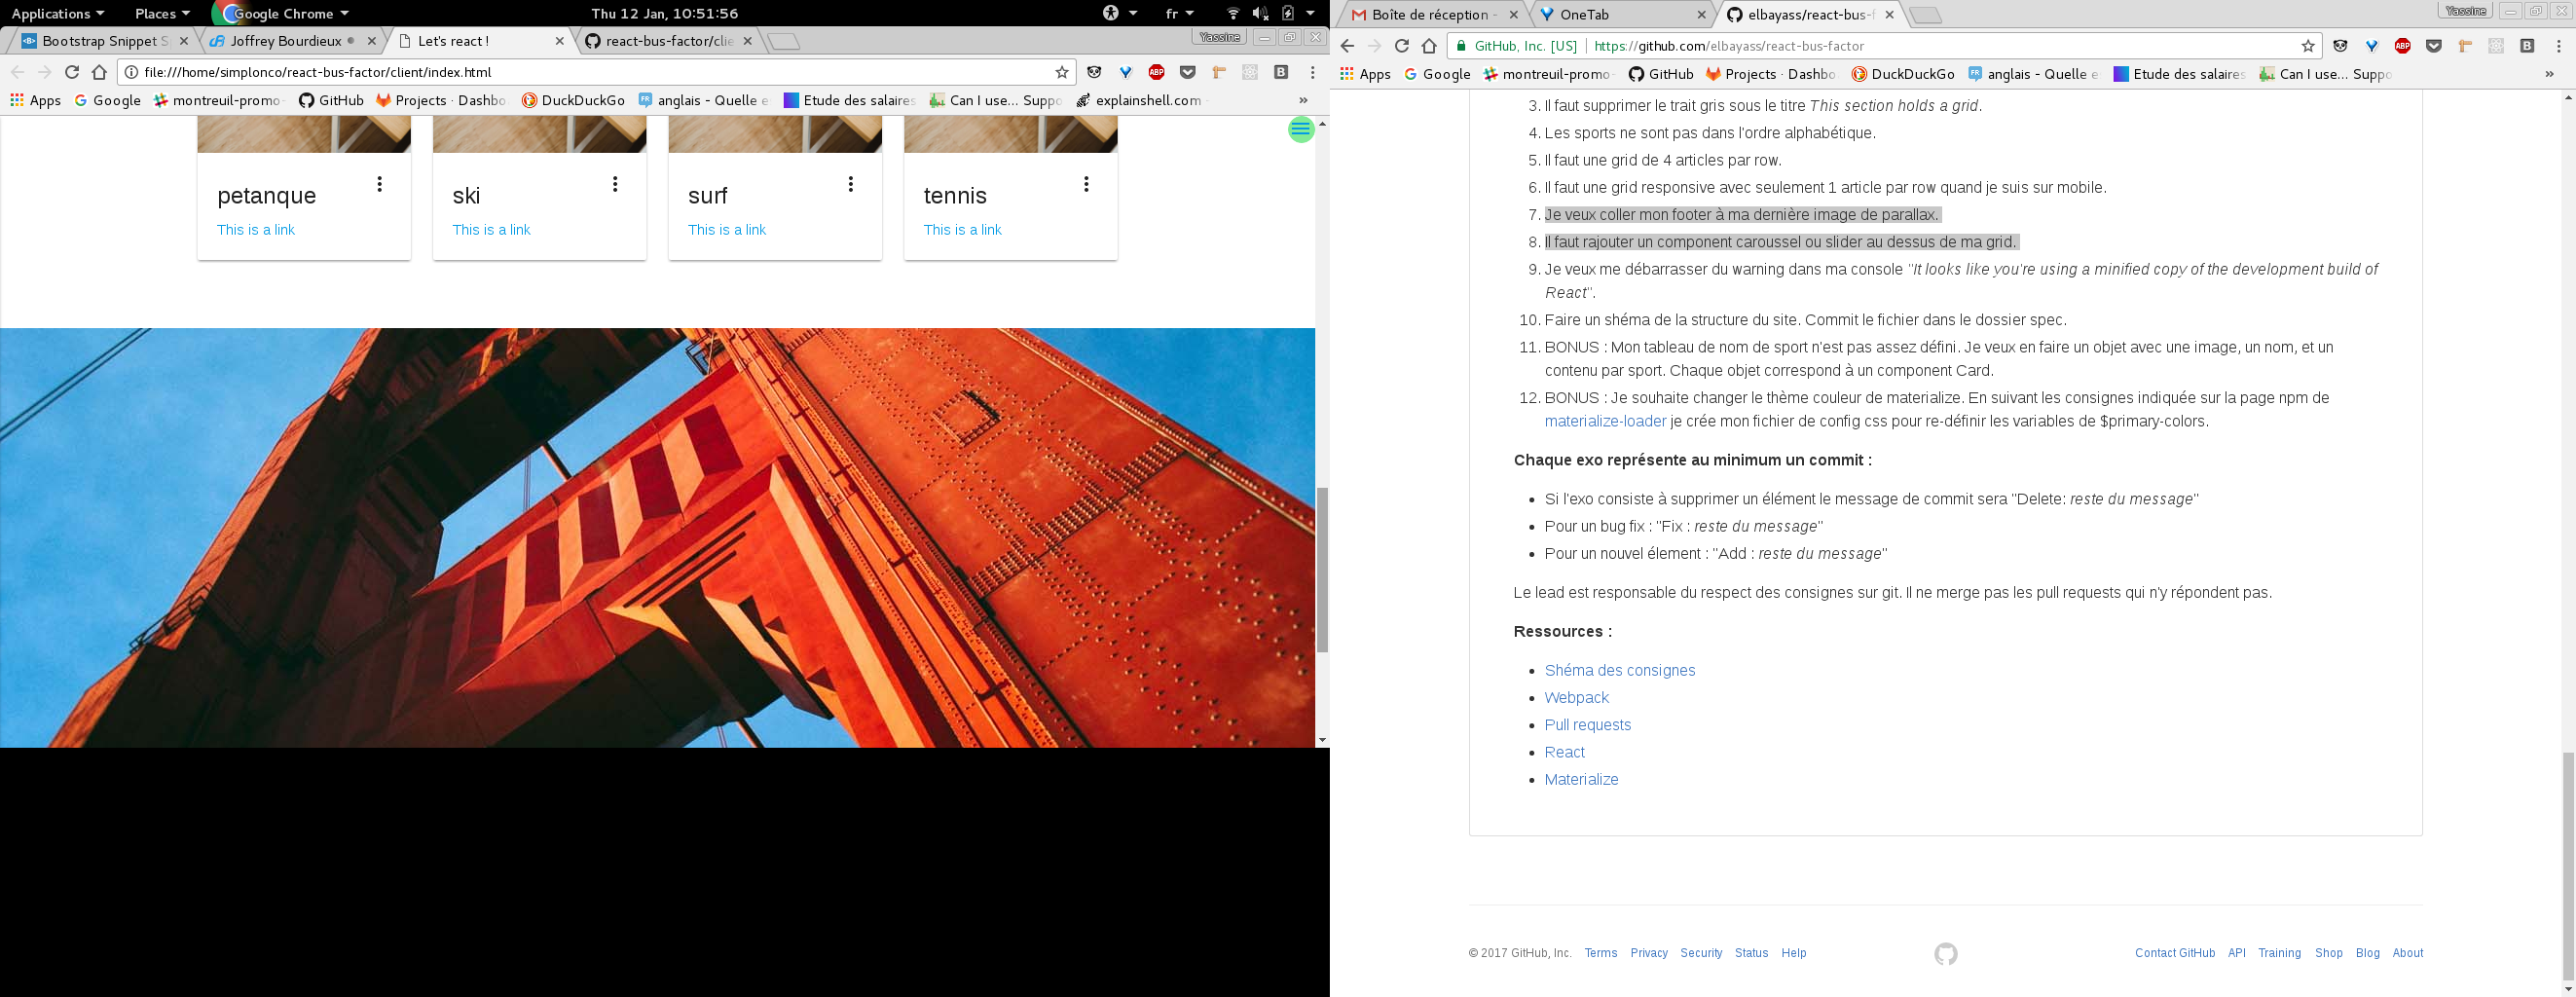 Applications Places Google Chrome Thu 12 Jan, 10:51:56 fr
Bootstrap Snippet Joffrey Bourdieux Let's react ! react-bus-factor/clie Yassine
file:///home/simplonco/react-bus-factor/client/index.html ABP B
Apps Google montreuil-promo- GitHub Projects · Dashbo DuckDuckGo anglais - Quelle Etude des salaires Can I use... Suppo explainshell.com - »
petanque ski surf tennis
This is a link This is a link This is a link This is a link
Boîte de réception - OneTab elbayass/react-bus-f Yassine
GitHub, Inc. [US] https://github.com/elbayass/react-bus-factor ABP B
Apps Google montreuil-promo- GitHub Projects · Dashbo DuckDuckGo anglais - Quelle Etude des salaires Can I use... Suppo »
3. Il faut supprimer le trait gris sous le titre This section holds a grid.
4. Les sports ne sont pas dans l'ordre alphabétique.
5. Il faut une grid de 4 articles par row.
6. Il faut une grid responsive avec seulement 1 article par row quand je suis sur mobile.
7. Je veux coller mon footer à ma dernière image de parallax.
8. Il faut rajouter un component caroussel ou slider au dessus de ma grid.
9. Je veux me débarrasser du warning dans ma console "It looks like you're using a minified copy of the development build of
React".
10. Faire un shéma de la structure du site. Commit le fichier dans le dossier spec.
11. BONUS : Mon tableau de nom de sport n'est pas assez défini. Je veux en faire un objet avec une image, un nom, et un
contenu par sport. Chaque objet correspond à un component Card.
12. BONUS : Je souhaite changer le thème couleur de materialize. En suivant les consignes indiquée sur la page npm de
materialize-loader je crée mon fichier de config css pour re-définir les variables de $primary-colors.
Chaque exo représente au minimum un commit :
Si l'exo consiste à supprimer un élément le message de commit sera "Delete: reste du message"
Pour un bug fix : "Fix : reste du message"
Pour un nouvel élement : "Add : reste du message"
Le lead est responsable du respect des consignes sur git. Il ne merge pas les pull requests qui n'y répondent pas.
Ressources :
Shéma des consignes
Webpack
Pull requests
React
Materialize
© 2017 GitHub, Inc. Terms Privacy Security Status Help Contact GitHub API Training Shop Blog About